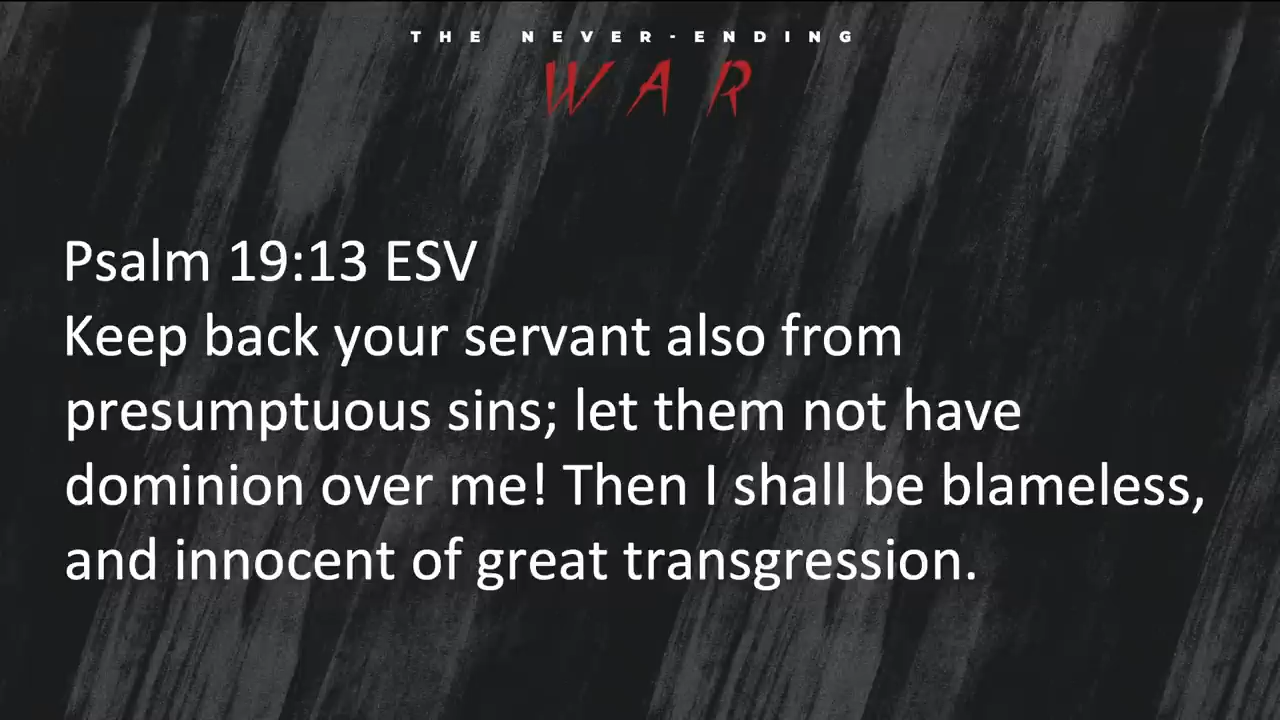 THE NEVER-ENDING
WAR
Psalm 19:13 ESV
Keep back your servant also from
presumptuous sins; let them not have
dominion over me! Then I shall be blameless,
and innocent of great transgression.